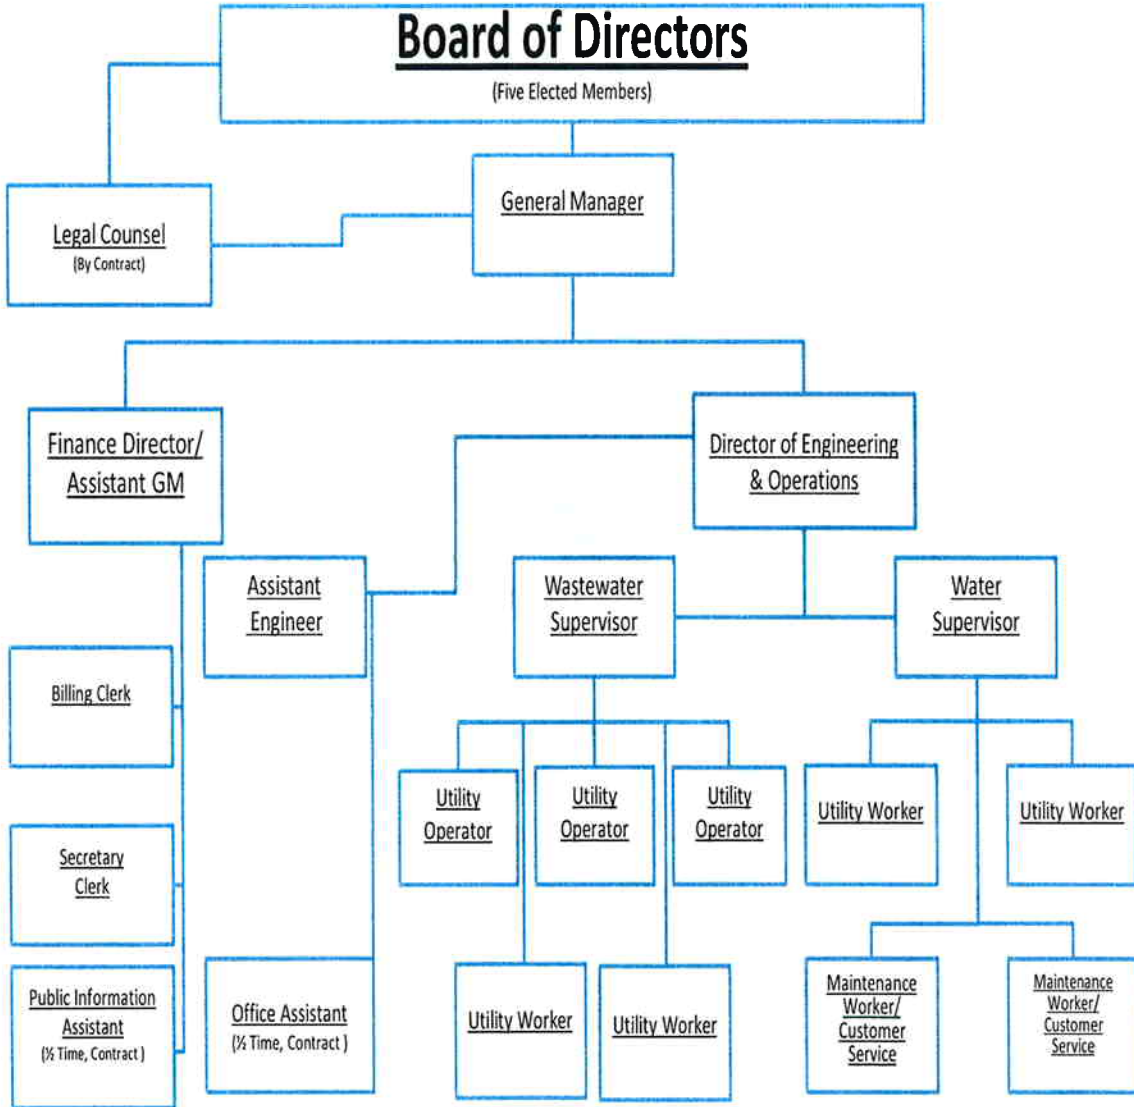 Board of Directors
(Five Elected Members)
General Manager
Legal Counsel
(By Contract)
Finance Director/
Assistant GM
Director of Engineering
& Operations
Assistant
Engineer
Wastewater
Supervisor
Water
Supervisor
Billing Clerk
Utility
Operator
Utility
Operator
Utility
Operator
Utility Worker
Utility Worker
Secretary
Clerk
Public Information
Assistant
(½ Time, Contract )
Office Assistant
(½ Time, Contract )
Utility Worker
Utility Worker
Maintenance
Worker/
Customer
Service
Maintenance
Worker/
Customer
Service